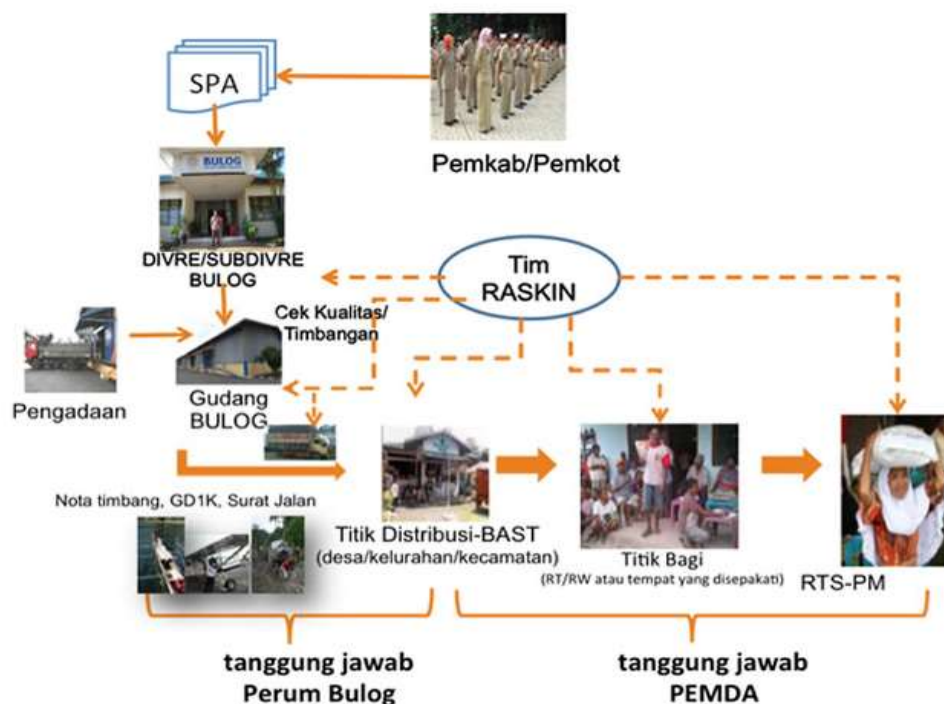 SPA
Pemkab/Pemkot
BULOG
DIVRE/SUBDIVRE
BULOG
Tim
RASKIN
Cek Kualitas/
Timbangan
Pengadaan
Gudang
BULOG
Nota timbang, GD1K, Surat Jalan
Titik Distribusi-BAST
(desa/kelurahan/kecamatan)
Titik Bagi
(RT/RW atau tempat yang disepakati)
RTS-PM
tanggung jawab
Perum Bulog
tanggung jawab
PEMDA